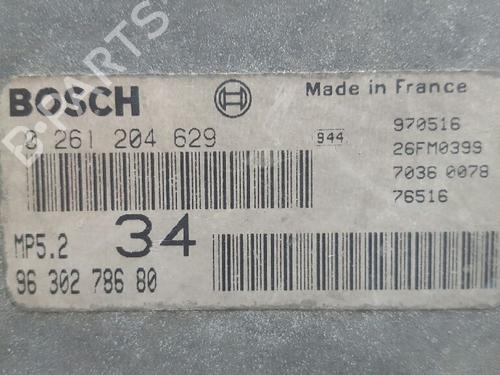 B-PARTS
BOSCH
Made in France
0 261 204 629
944
970516
26FM0399
7036 0078
76516
MP5.2
34
96 302 786 80